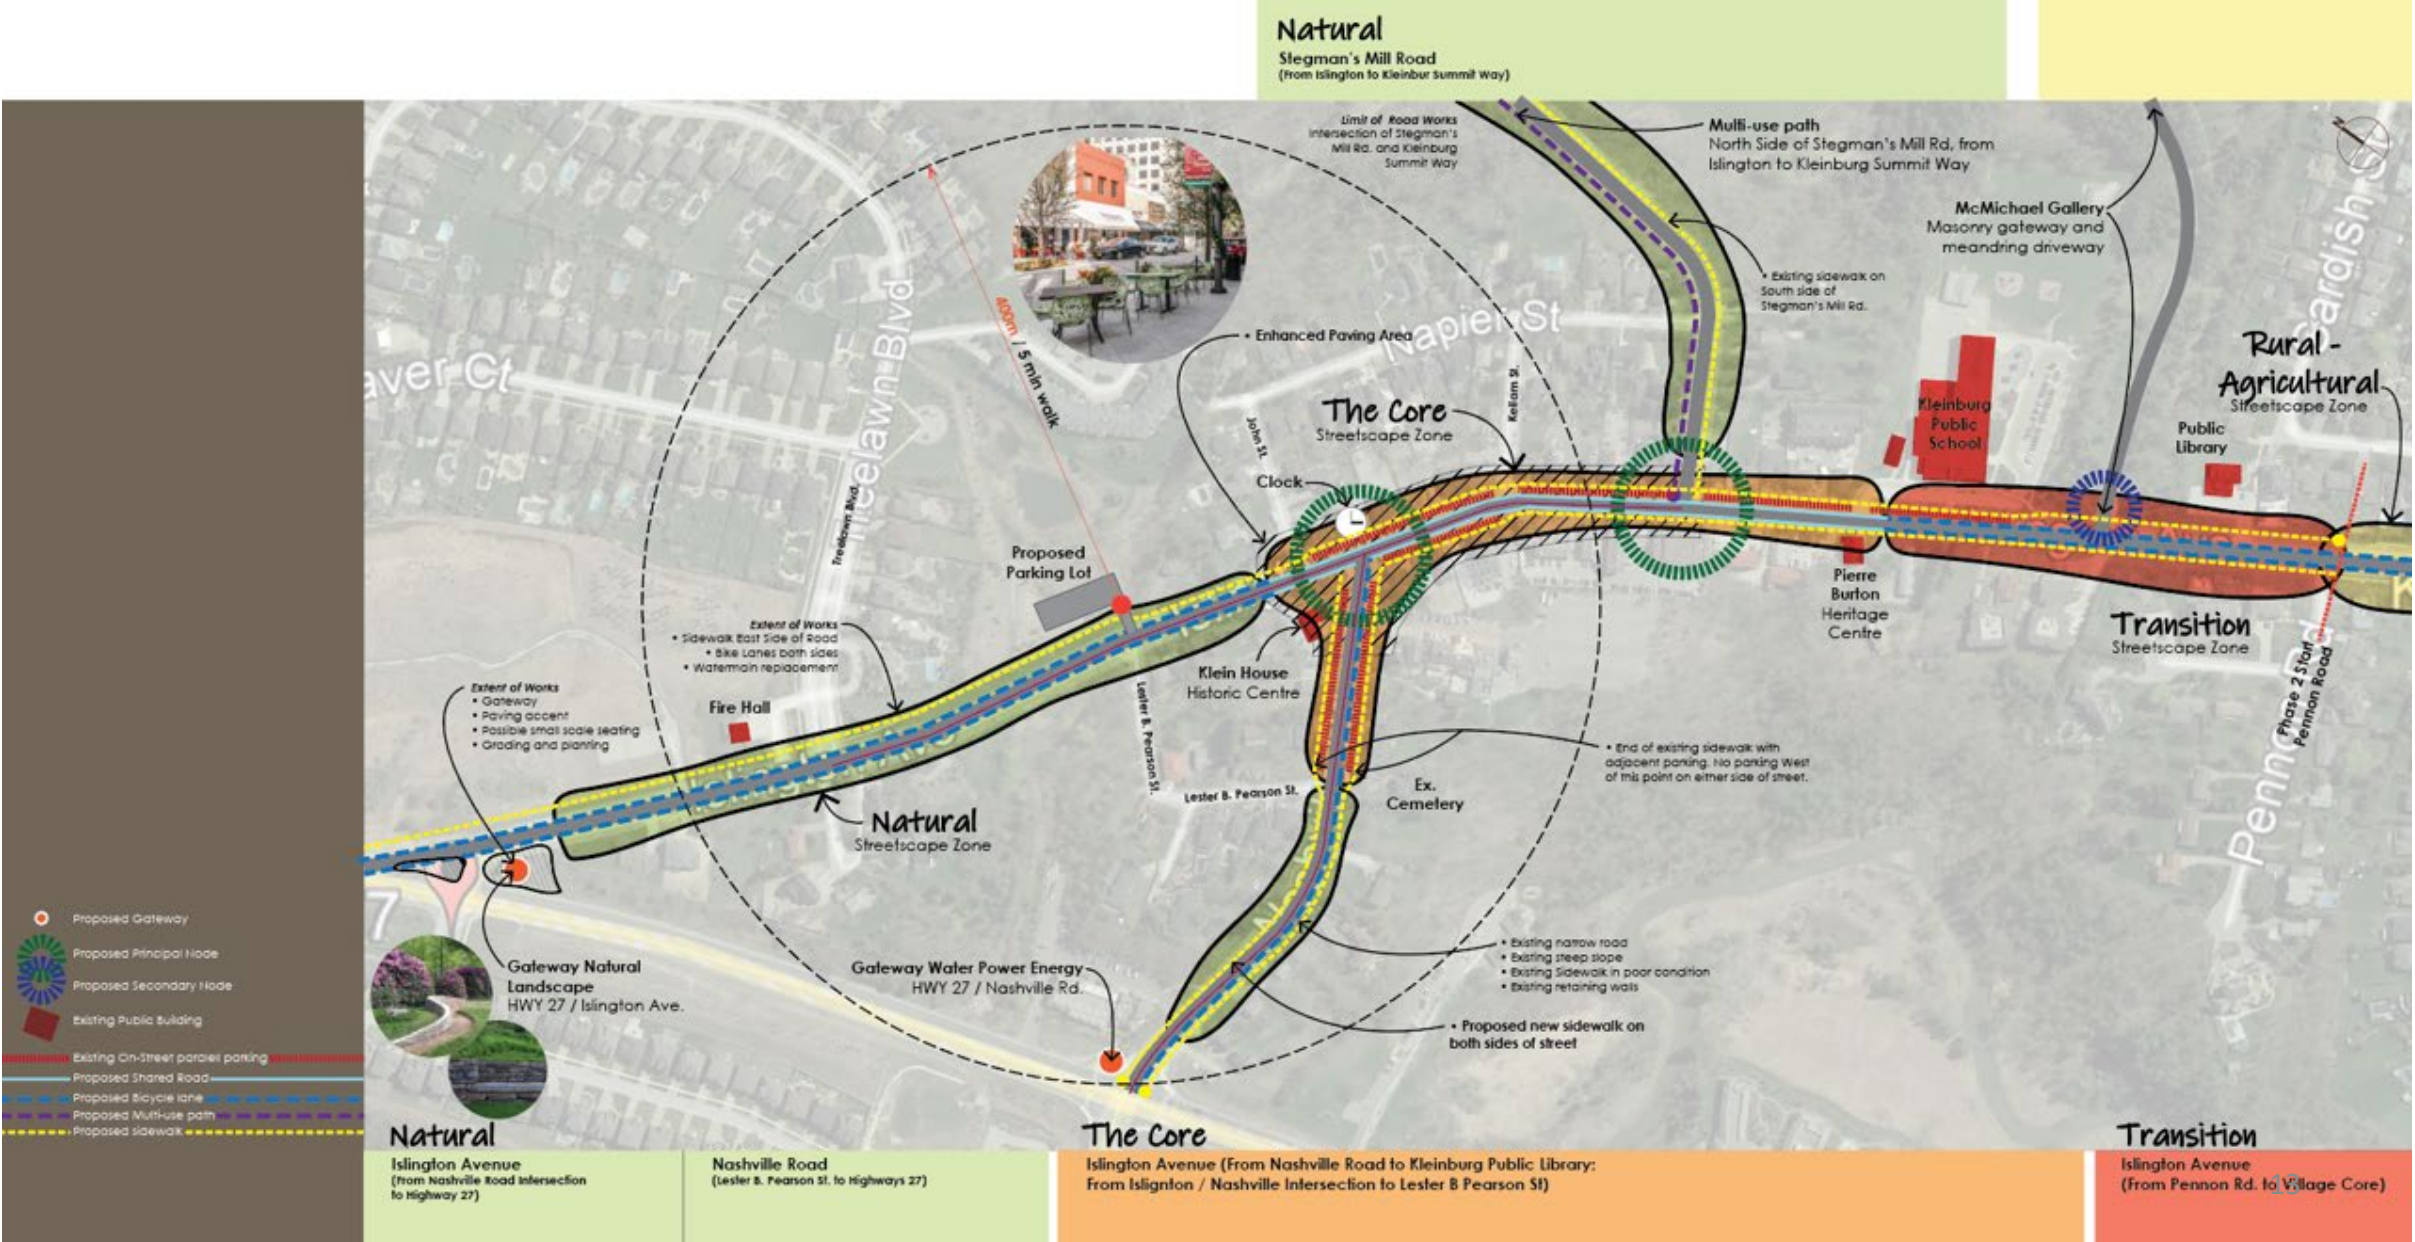 Natural
Stegman's Mill Road
(From Islington to Kleinbur Summit Way)
Limit of Road Works
Intersection of Stegman's
Mill Rd. and Kleinburg
Summit Way
Multi-use path
North Side of Stegman's Mill Rd, from
Islington to Kleinburg Summit Way
McMichael Gallery
Masonry gateway and
meandring driveway
• Existing sidewalk on
South side of
Stegman's Mill Rd.
400m / 5 min walk
• Enhanced Paving Area
Napier St
Kellam St.
John St.
The Core
Streetscape Zone
Clock
aver Ct
Treelawn Blvd
Treelawn Blvd.
Kleinburg
Public
School
Public
Library
Rural -
Agricultural
Streetscape Zone
Proposed
Parking Lot
Extent of Works
• Sidewalk East Side of Road
• Bike Lanes both sides
• Watermain replacement
Fire Hall
Extent of Works
• Gateway
• Paving accent
• Possible small scale seating
• Grading and planting
Klein House
Historic Centre
Pierre
Burton
Heritage
Centre
Transition
Streetscape Zone
Phase 2 Start
Pennon Road
Lester B. Pearson St.
Lester B. Pearson St.
Ex.
Cemetery
• End of existing sidewalk with
adjacent parking. No parking West
of this point on either side of street.
Natural
Streetscape Zone
7
Gateway Natural
Landscape
HWY 27 / Islington Ave.
Gateway Water Power Energy
HWY 27 / Nashville Rd.
• Existing narrow road
• Existing steep slope
• Existing Sidewalk in poor condition
• Existing retaining walls
• Proposed new sidewalk on
both sides of street
Proposed Gateway
Proposed Principal Node
Proposed Secondary Node
Existing Public Building
Existing On-Street parallel parking
Proposed Shared Road
Proposed Bicycle lane
Proposed Multi-use path
Proposed sidewalk
Natural
Islington Avenue
(From Nashville Road Intersection
to Highway 27)
Nashville Road
(Lester B. Pearson St. to Highways 27)
The Core
Islington Avenue (From Nashville Road to Kleinburg Public Library:
From Islignton / Nashville Intersection to Lester B Pearson St)
Transition
Islington Avenue
(From Pennon Rd. to Village Core)
13